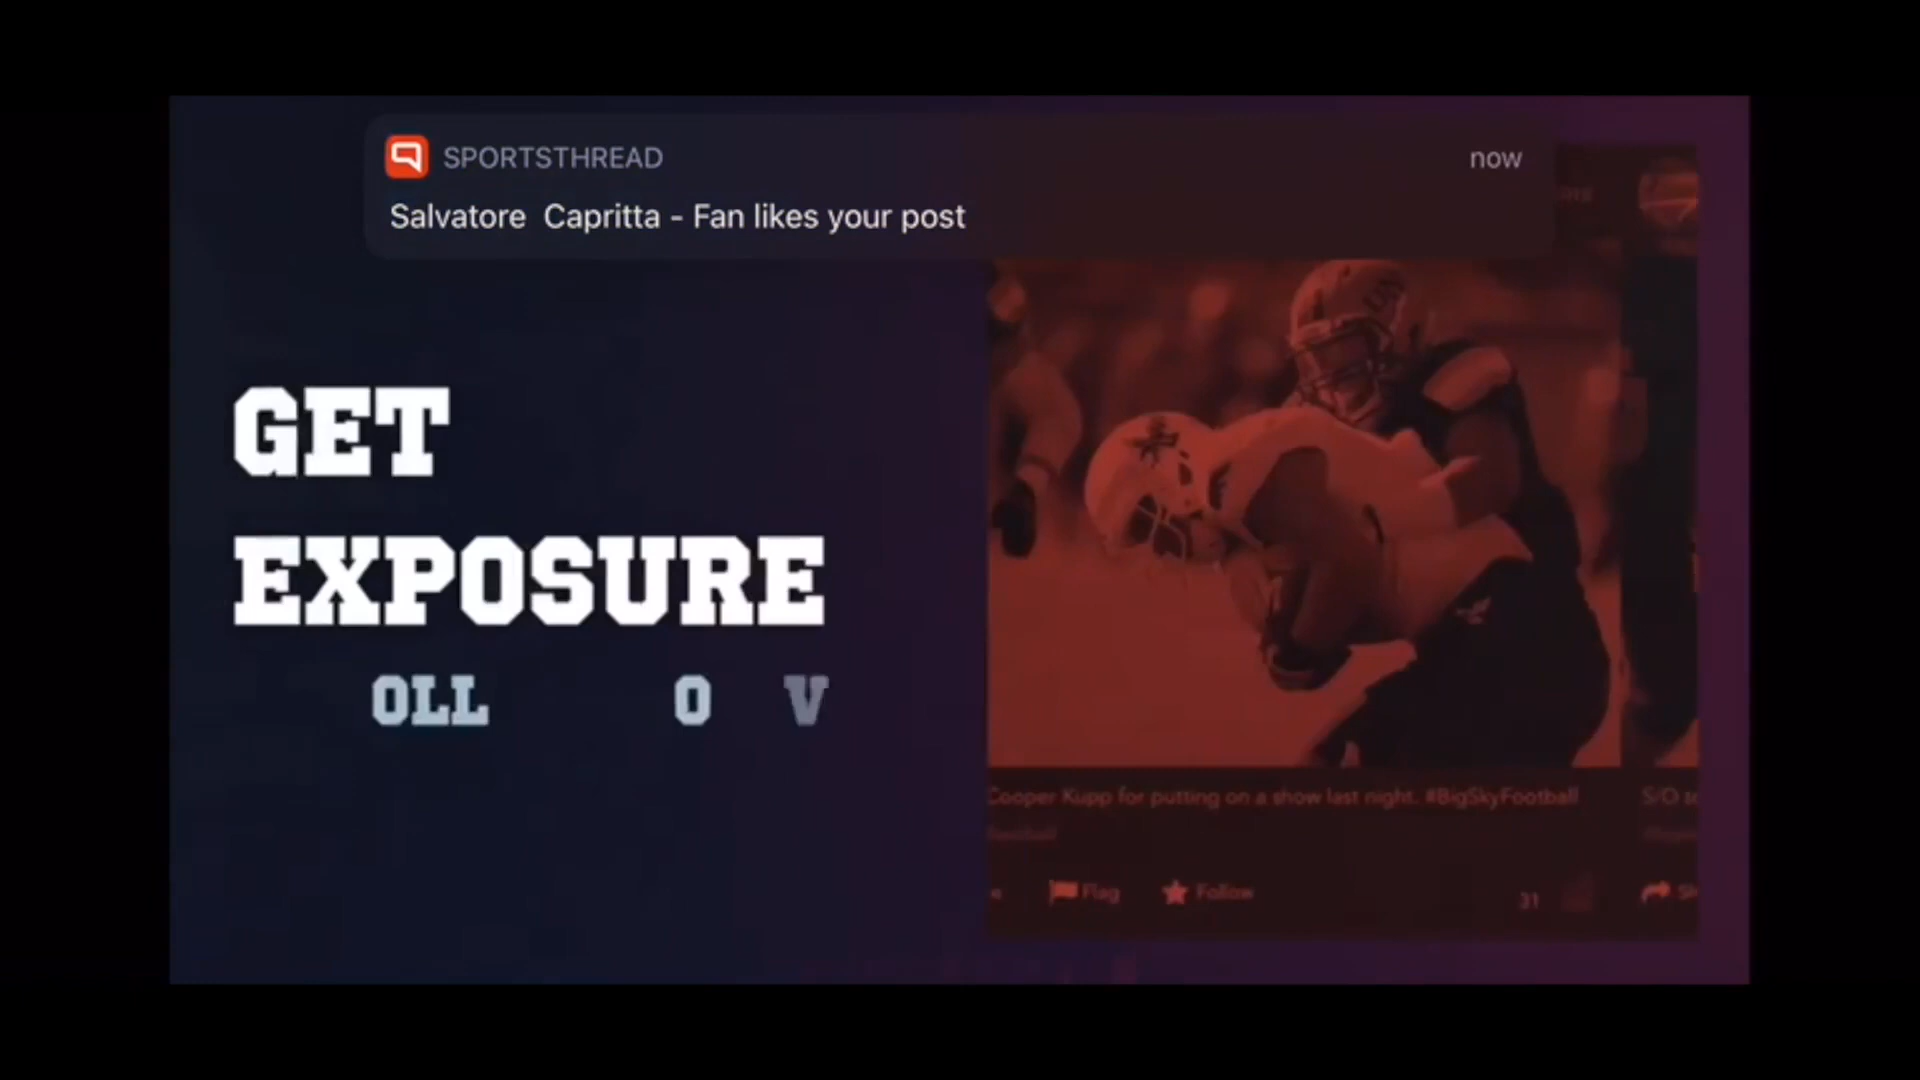 SPORTSTHREAD
now
Salvatore Capritta - Fan likes your post
GET
EXPOSURE
OLL O V
Cooper Kupp for putting on a show last night. #BigSkyFootball
S/O
Flag
Follow
31